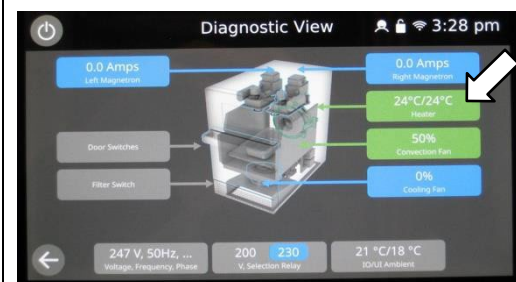 Diagnostic View
3:28 pm
0.0 Amps
Left Magnetron
0.0 Amps
Right Magnetron
24°C/24°C
Heater
Door Switches
50%
Convection Fan
Filter Switch
0%
Cooling Fan
247 V, 50Hz, ...
Voltage, Frequency, Phase
200 230
V, Selection Relay
21 °C/18 °C
IO/UI Ambient